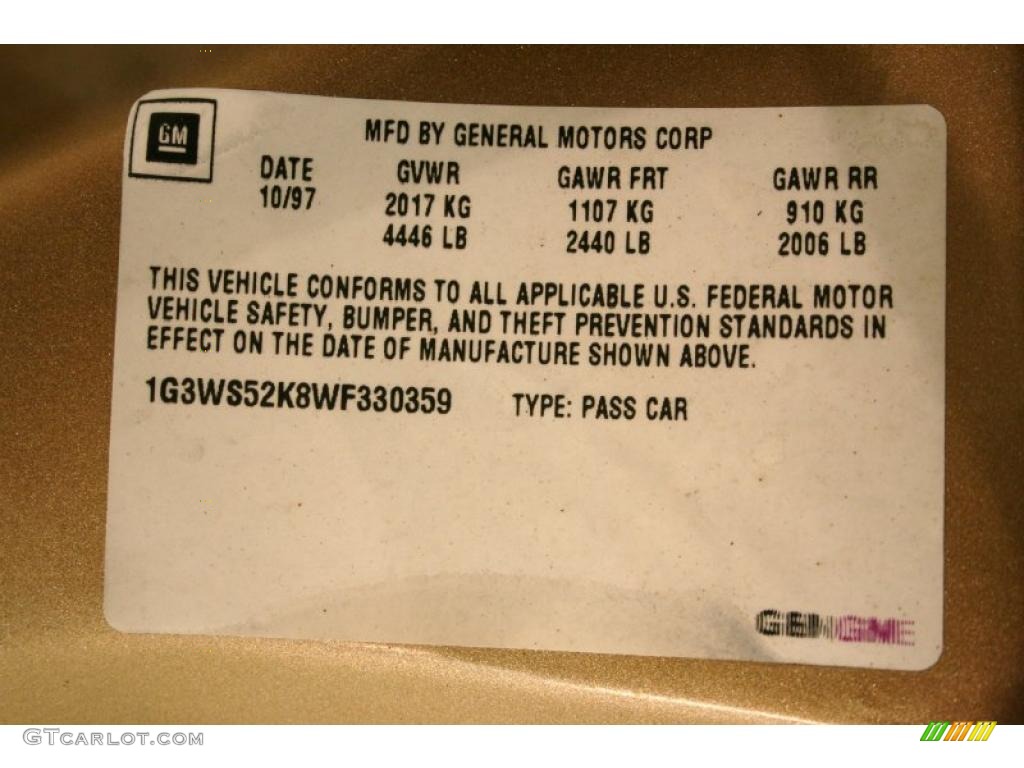 GM
MFD BY GENERAL MOTORS CORP
DATE GVWR GAWR FRT GAWR RR
10/97 2017 KG 1107 KG 910 KG
4446 LB 2440 LB 2006 LB
THIS VEHICLE CONFORMS TO ALL APPLICABLE U.S. FEDERAL MOTOR
VEHICLE SAFETY, BUMPER, AND THEFT PREVENTION STANDARDS IN
EFFECT ON THE DATE OF MANUFACTURE SHOWN ABOVE.
1G3WS52K8WF330359 TYPE: PASS CAR
GTCARLOT.COM